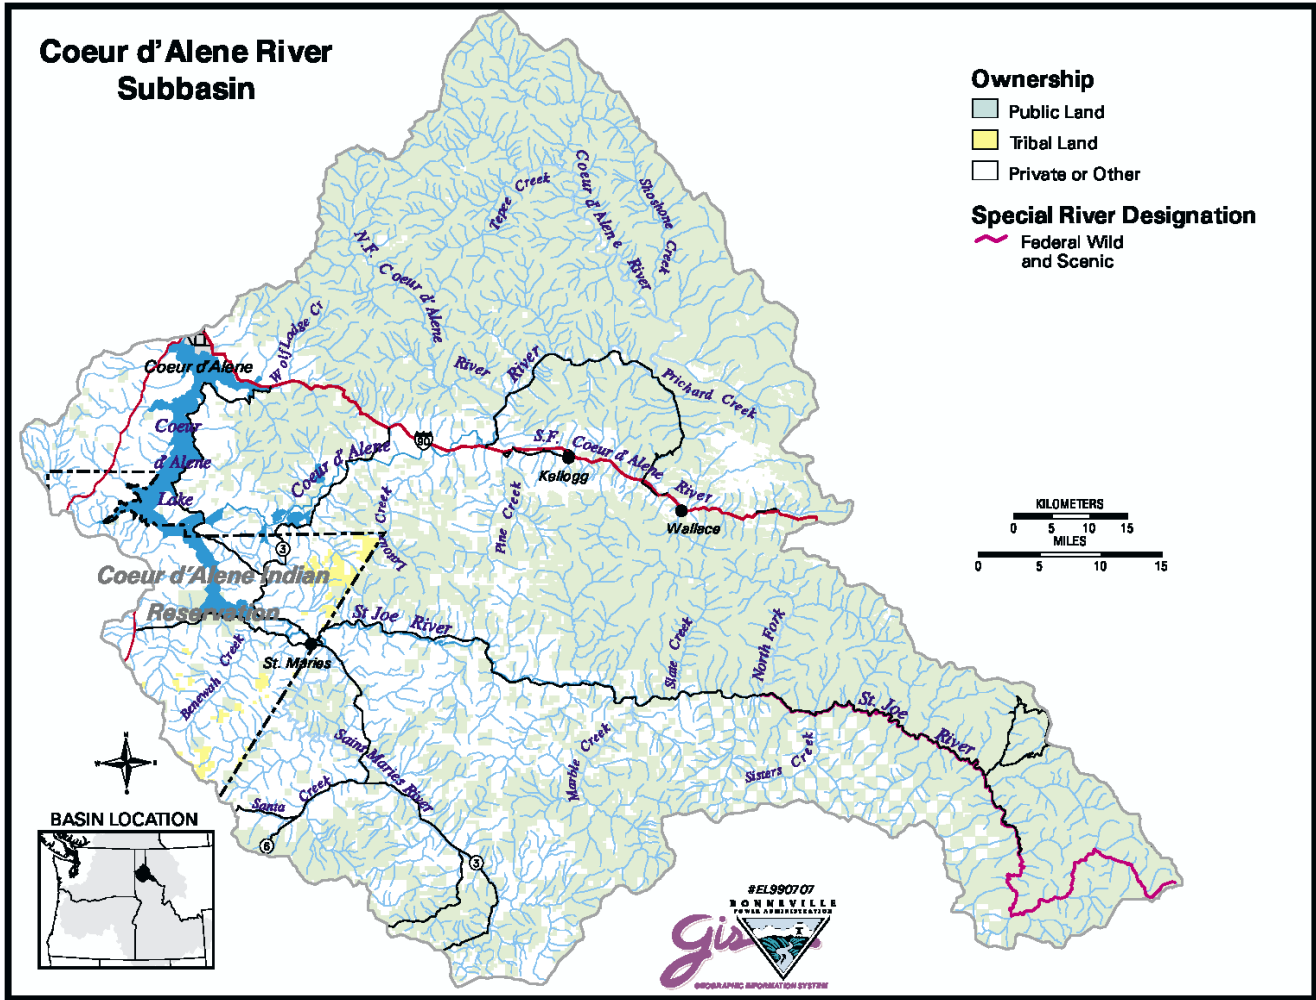 Coeur d'Alene River
Subbasin
Ownership
Public Land
Tribal Land
Private or Other
Special River Designation
Federal Wild
and Scenic
Tepee Creek
Coeur d'Alene River
Shoshone Creek
N.F. Coeur d'Alene River
Wolf Lodge Cr
River
Prichard Creek
Coeur d'Alene
Coeur
d'Alene
Lake
Coeur d'Alene
90
S.F. Coeur d'Alene River
Kellogg
Wallace
Latour Creek
Pine Creek
3
KILOMETERS
0 5 10 15
MILES
0 5 10 15
Coeur d'Alene Indian
Reservation
St Joe River
St. Maries
Benewah Creek
Slate Creek
North Fork
St. Joe River
Saint Maries River
Santa Creek
Marble Creek
Sisters Creek
6
3
BASIN LOCATION
#EL990707
BONNEVILLE
POWER ADMINISTRATION
Gis
GEOGRAPHIC INFORMATION SYSTEM